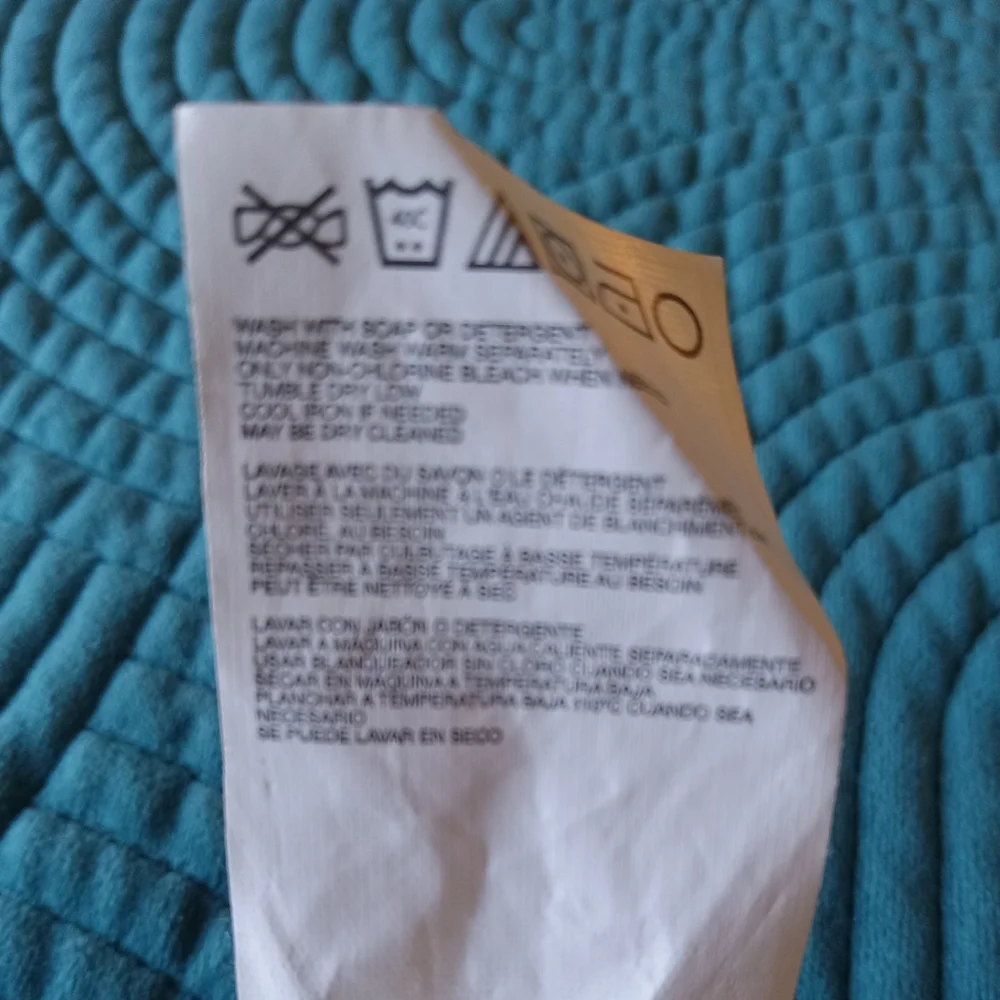 40C
WASH WITH SOAP OR DETERGENT
MACHINE WASH WARM SEPARATELY
ONLY NON-CHLORINE BLEACH WHEN
TUMBLE DRY LOW
COOL IRON IF NEEDED
MAY BE DRY CLEANED
LAVAGE AVEC DU SAVON O LE DÉTERGENT
LAVER À LA MACHINE À L'EAU CHAUDE
UTILISER SEULEMENT UN AGENT DE BLANCHIMENT
CHLORE, AU BESOIN
SÉCHER PAR CULBUTAGE À BASSE TEMPÉRATURE
REPASSER À BASSE TEMPÉRATURE AU BESOIN
PEUT ÊTRE NETTOYÉ À SEC
LAVAR CON JABÓN O DETERGENTE
LAVAR A MAQUINA CON AGUA CALIENTE SEPARADAMENTE
USAR BLANQUEADOR SIN CLORO CUANDO SEA NECESARIO
SECAR EN MAQUINA A TEMPERATURA BAJA
PLANCHAR A TEMPERATURA BAJA CUANDO SEA
NECESARIO
SE PUEDE LAVAR EN SECO